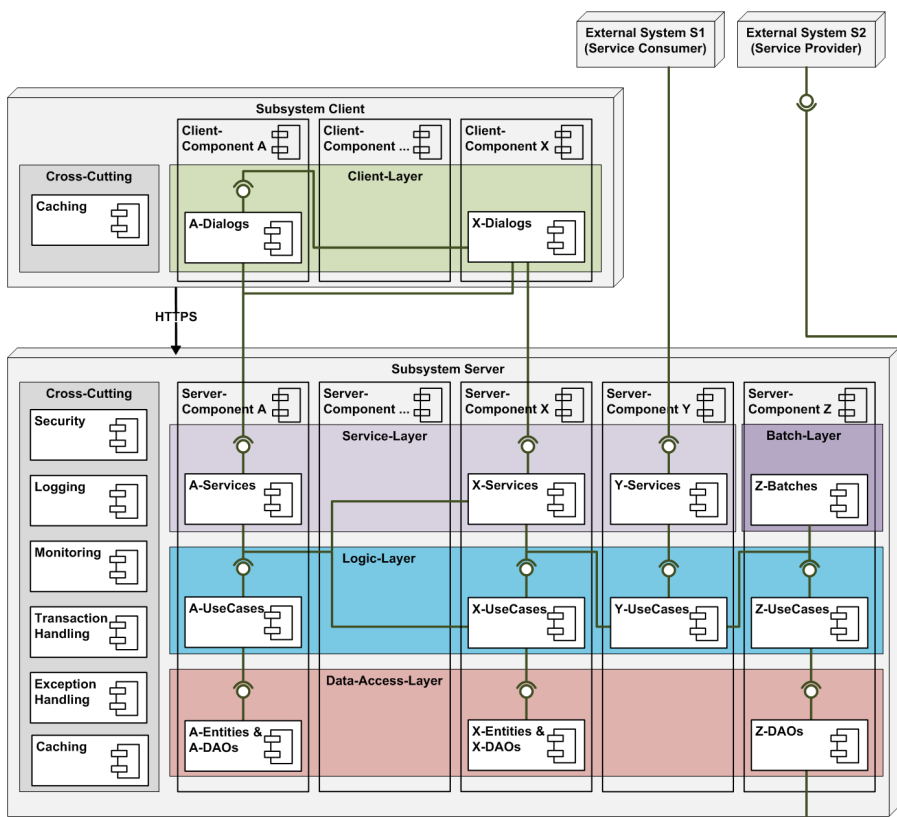 External System S1
(Service Consumer)
External System S2
(Service Provider)
Subsystem Client
Client-
Component A
Client-
Component ...
Client-
Component X
Cross-Cutting
Client-Layer
Caching
A-Dialogs
X-Dialogs
HTTPS
Subsystem Server
Cross-Cutting
Server-
Component A
Server-
Component ...
Server-
Component X
Server-
Component Y
Server-
Component Z
Security
Service-Layer
Batch-Layer
Logging
A-Services
X-Services
Y-Services
Z-Batches
Monitoring
Logic-Layer
Transaction
Handling
A-UseCases
X-UseCases
Y-UseCases
Z-UseCases
Exception
Handling
Data-Access-Layer
Caching
A-Entities &
A-DAOs
X-Entities &
X-DAOs
Z-DAOs